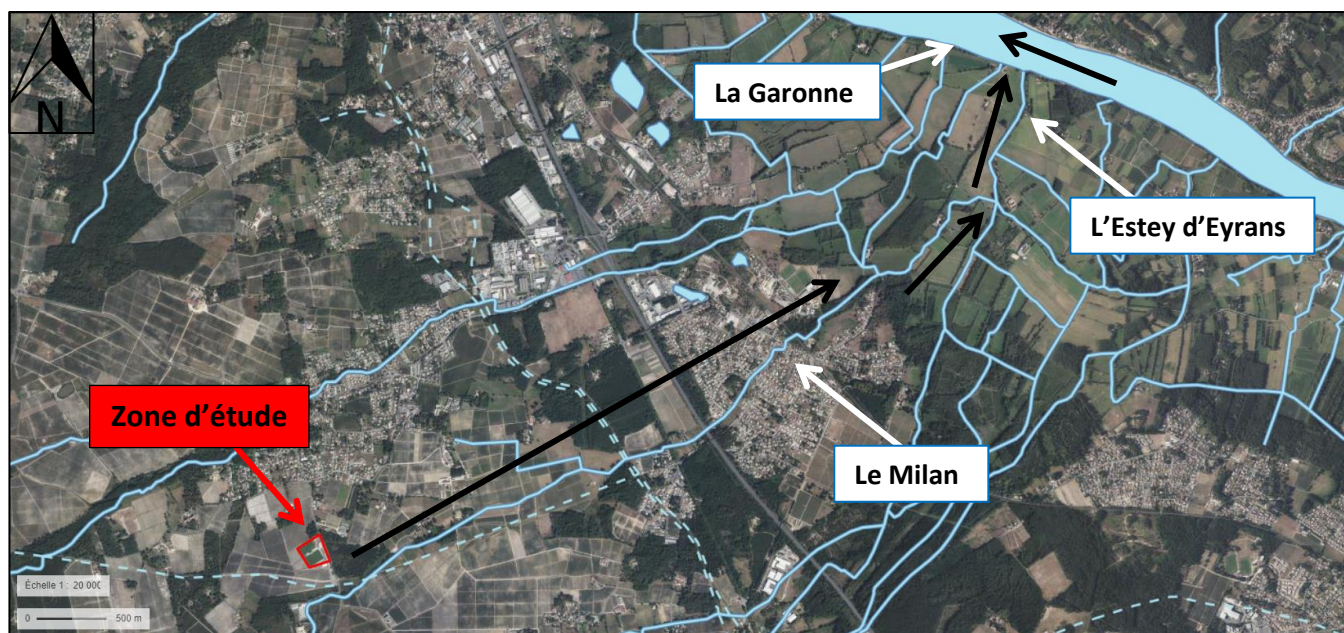 La Garonne
L'Estey d'Eyrans
Zone d'étude
Le Milan
N
Échelle 1 : 20 000
0 500 m